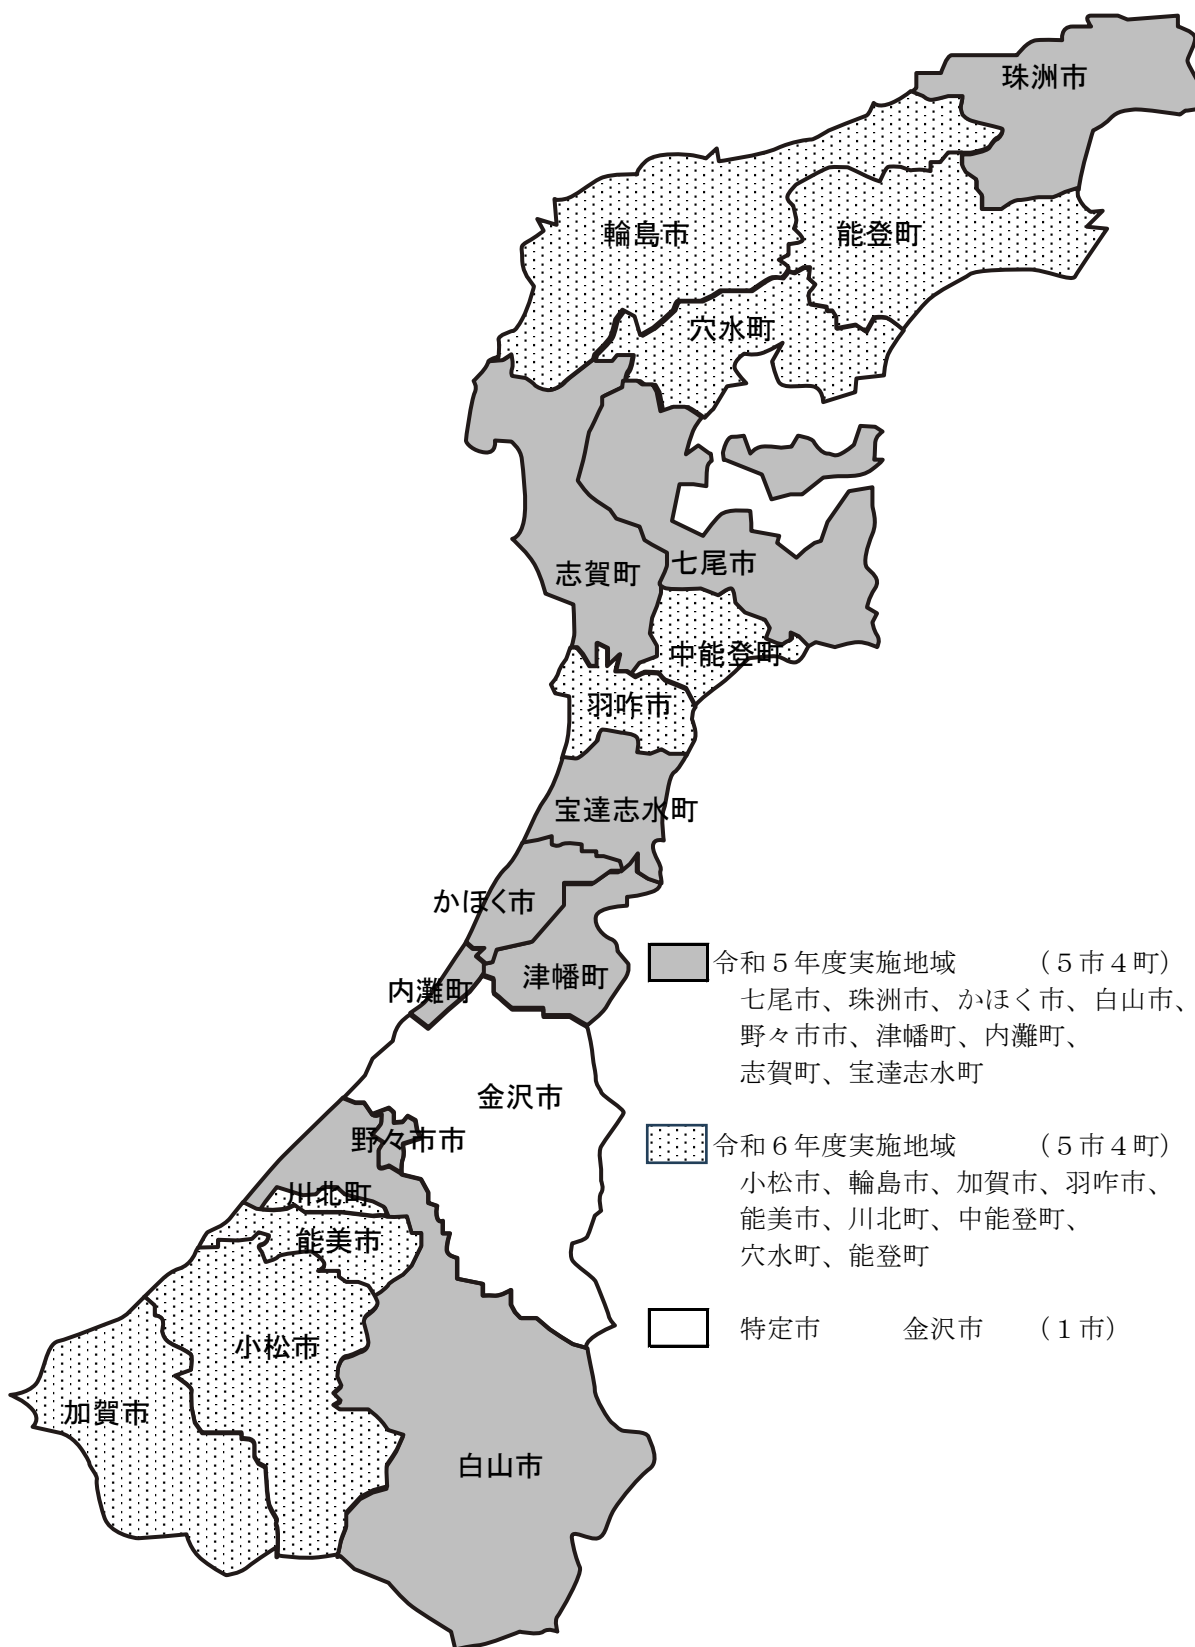 珠洲市
輪島市
能登町
穴水町
志賀町
七尾市
中能登町
羽咋市
宝達志水町
かほく市
内灘町
津幡町
金沢市
野々市市
川北町
能美市
小松市
加賀市
白山市
令和５年度実施地域 （５市４町）
七尾市、珠洲市、かほく市、白山市、
野々市市、津幡町、内灘町、
志賀町、宝達志水町
令和６年度実施地域 （５市４町）
小松市、輪島市、加賀市、羽咋市、
能美市、川北町、中能登町、
穴水町、能登町
特定市 金沢市 （１市）